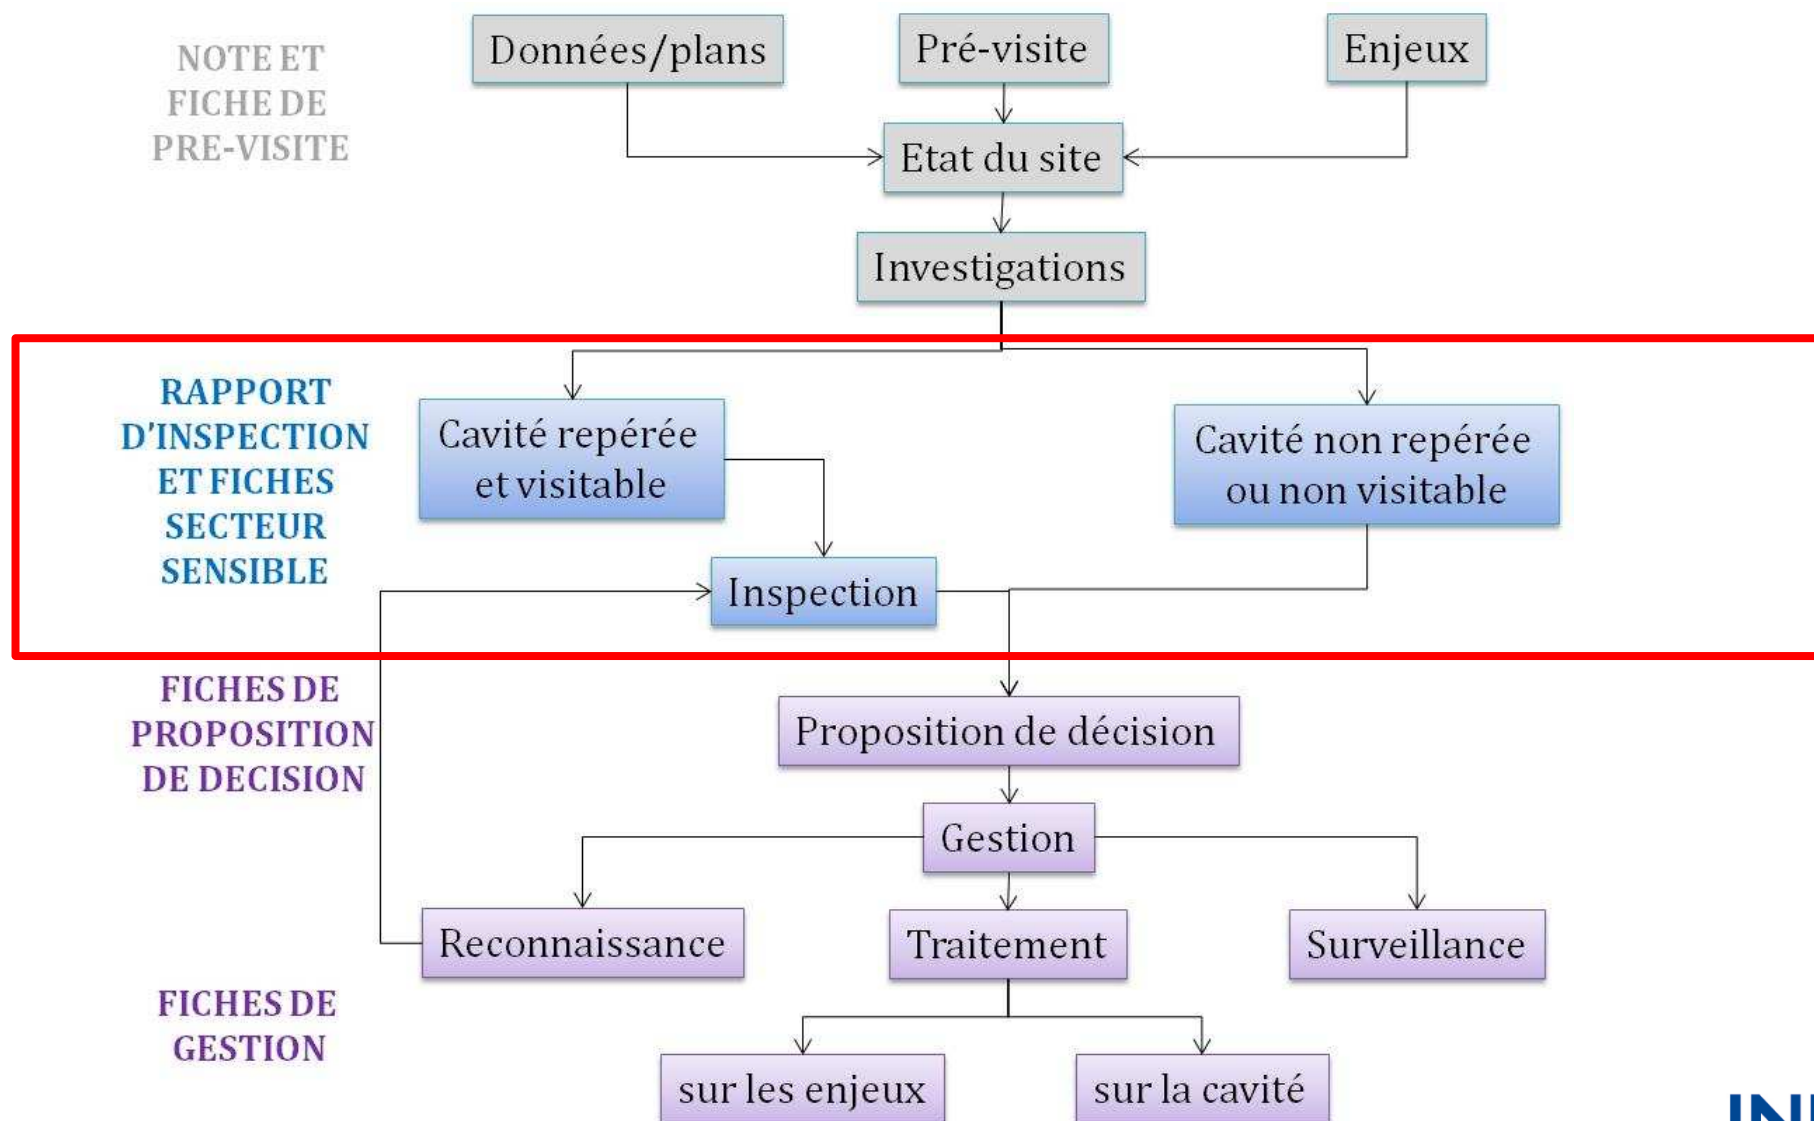 NOTE ET
FICHE DE
PRE-VISITE
Données/plans
Pré-visite
Enjeux
Etat du site
Investigations
RAPPORT
D'INSPECTION
ET FICHES
SECTEUR
SENSIBLE
Cavité repérée
et visitable
Cavité non repérée
ou non visitable
Inspection
FICHES DE
PROPOSITION
DE DECISION
Proposition de décision
Gestion
Reconnaissance
Traitement
Surveillance
FICHES DE
GESTION
sur les enjeux
sur la cavité